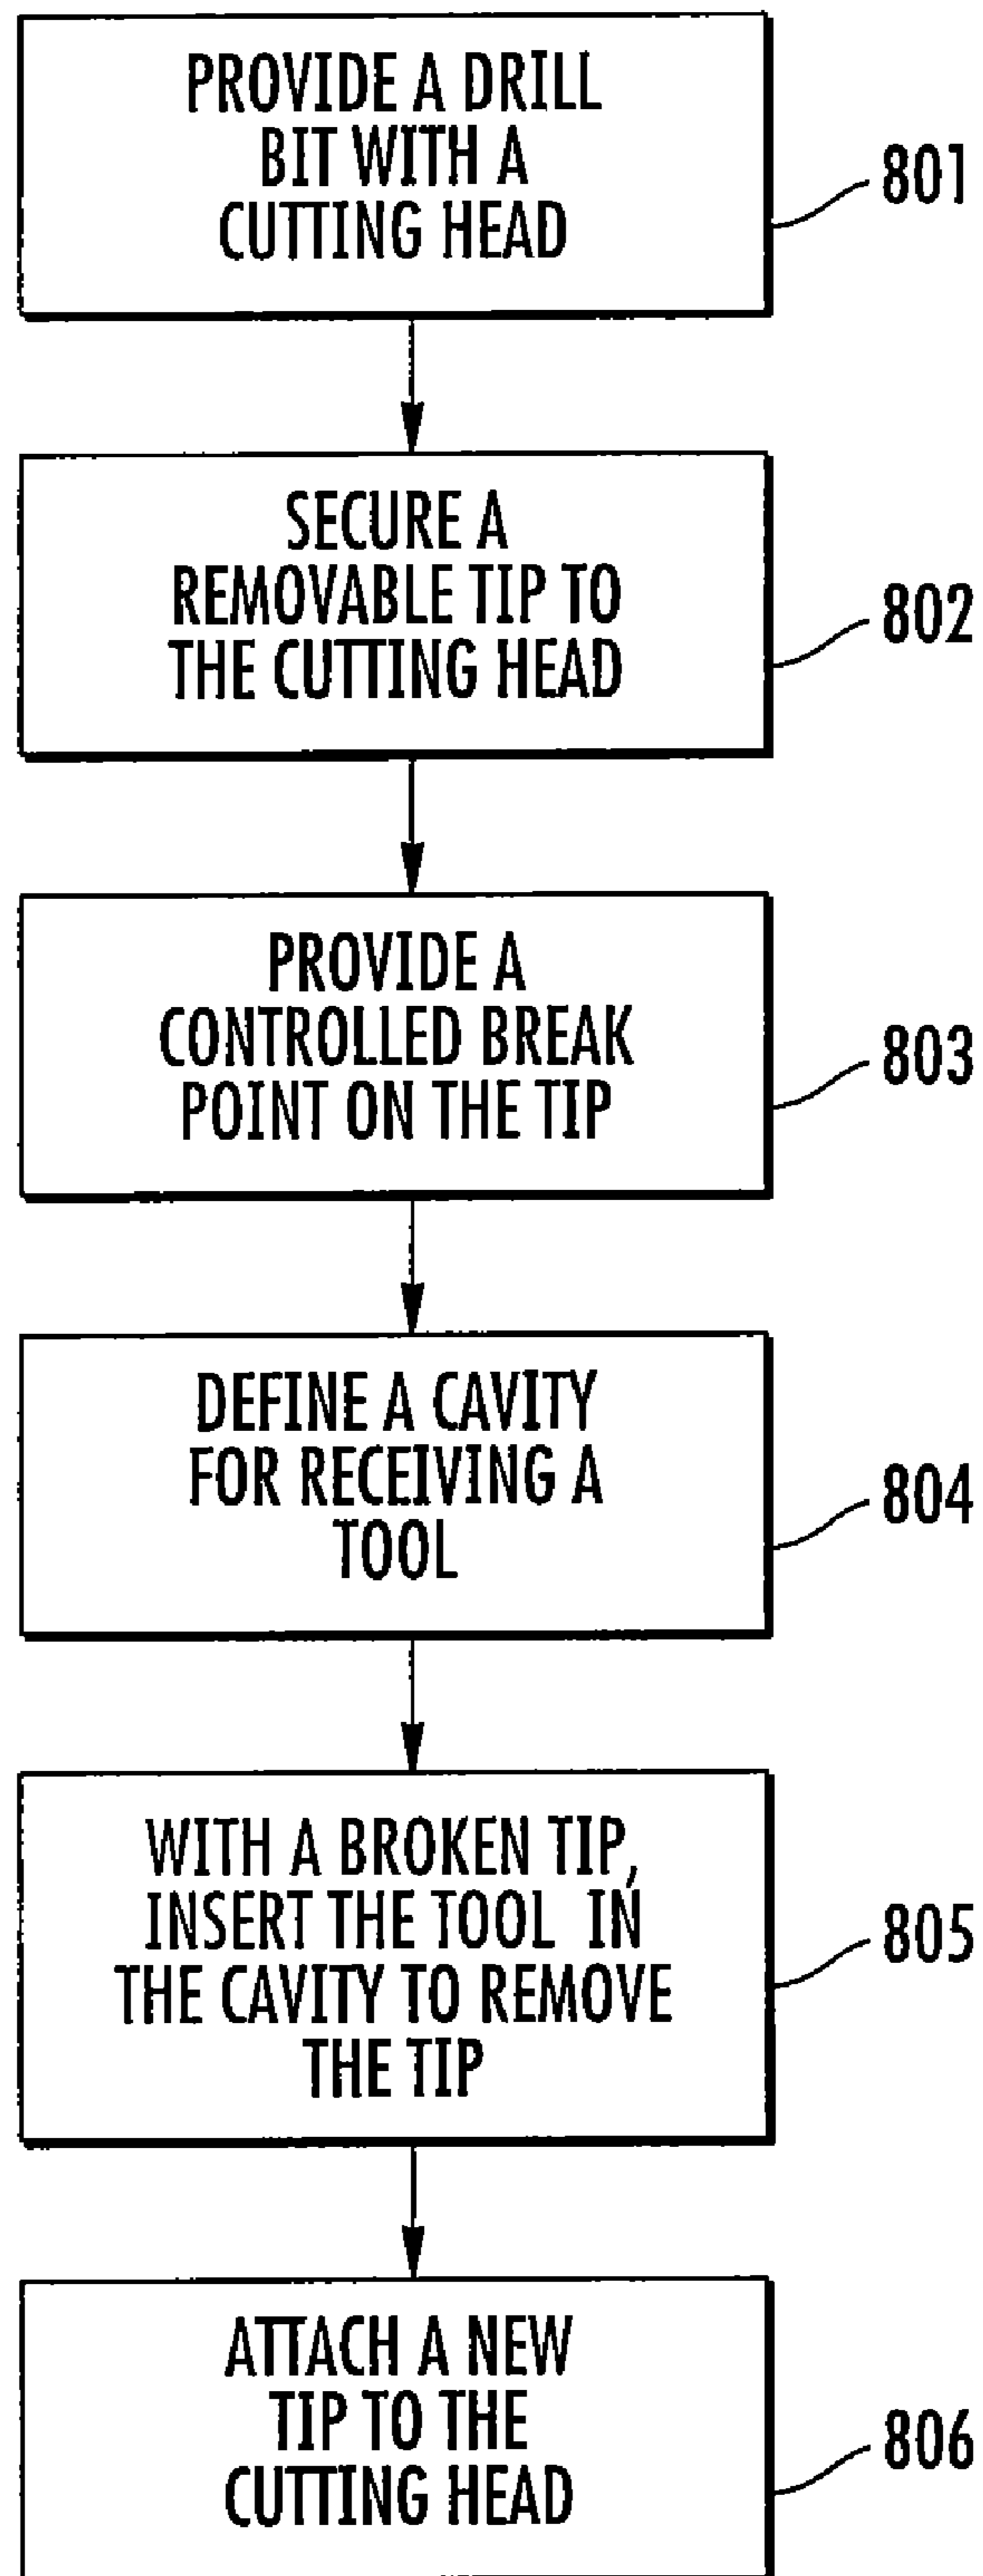 PROVIDE A DRILL
BIT WITH A
CUTTING HEAD
801
SECURE A
REMOVABLE TIP TO
THE CUTTING HEAD
802
PROVIDE A
CONTROLLED BREAK
POINT ON THE TIP
803
DEFINE A CAVITY
FOR RECEIVING A
TOOL
804
WITH A BROKEN TIP,
INSERT THE TOOL IN
THE CAVITY TO REMOVE
THE TIP
805
ATTACH A NEW
TIP TO THE
CUTTING HEAD
806